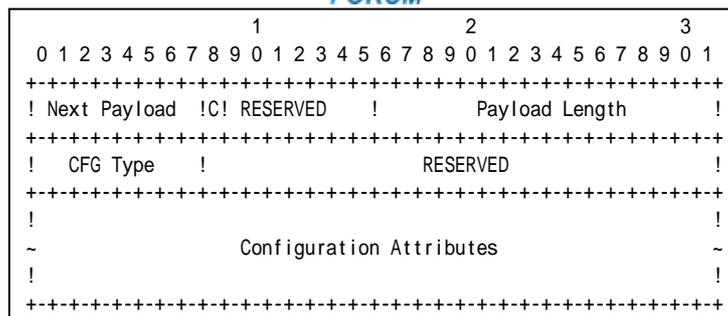 FORUM
1 2 3
0 1 2 3 4 5 6 7 8 9 0 1 2 3 4 5 6 7 8 9 0 1 2 3 4 5 6 7 8 9 0 1
+-+-+-+-+-+-+-+-+-+-+-+-+-+-+-+-+-+-+-+-+-+-+-+-+-+-+-+-+-+-+-+-+
! Next Payload !C! RESERVED ! Payload Length !
+-+-+-+-+-+-+-+-+-+-+-+-+-+-+-+-+-+-+-+-+-+-+-+-+-+-+-+-+-+-+-+-+
! CFG Type ! RESERVED !
+-+-+-+-+-+-+-+-+-+-+-+-+-+-+-+-+-+-+-+-+-+-+-+-+-+-+-+-+-+-+-+-+
! !
~ Configuration Attributes ~
! !
+-+-+-+-+-+-+-+-+-+-+-+-+-+-+-+-+-+-+-+-+-+-+-+-+-+-+-+-+-+-+-+-+